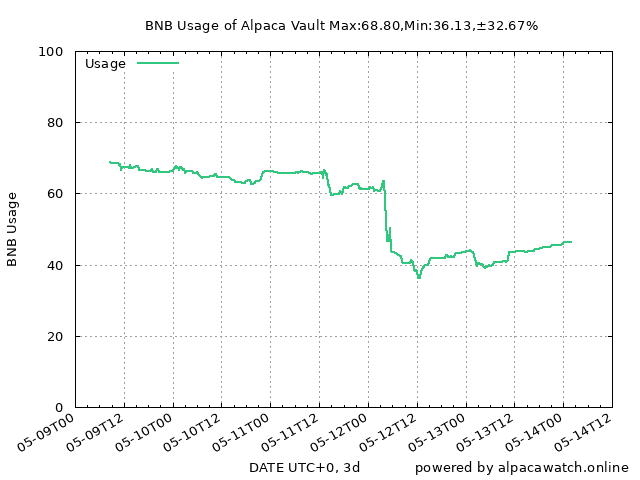 BNB Usage of Alpaca Vault Max:68.80,Min:36.13,±32.67%
Usage
BNB Usage
100
80
60
40
20
0
05-09T00
05-09T12
05-10T00
05-10T12
05-11T00
05-11T12
05-12T00
05-12T12
05-13T00
05-13T12
05-14T00
05-14T12
DATE UTC+0, 3d
powered by alpacawatch.online